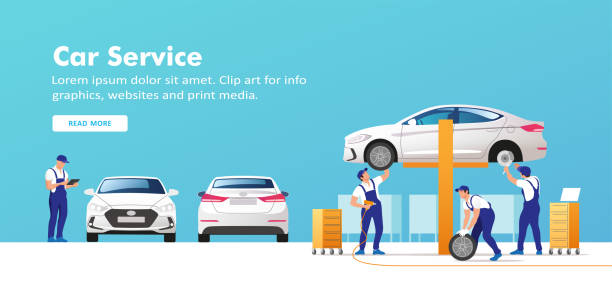 Car Service
Lorem ipsum dolor sit amet. Clip art for info
graphics, websites and print media.
READ MORE